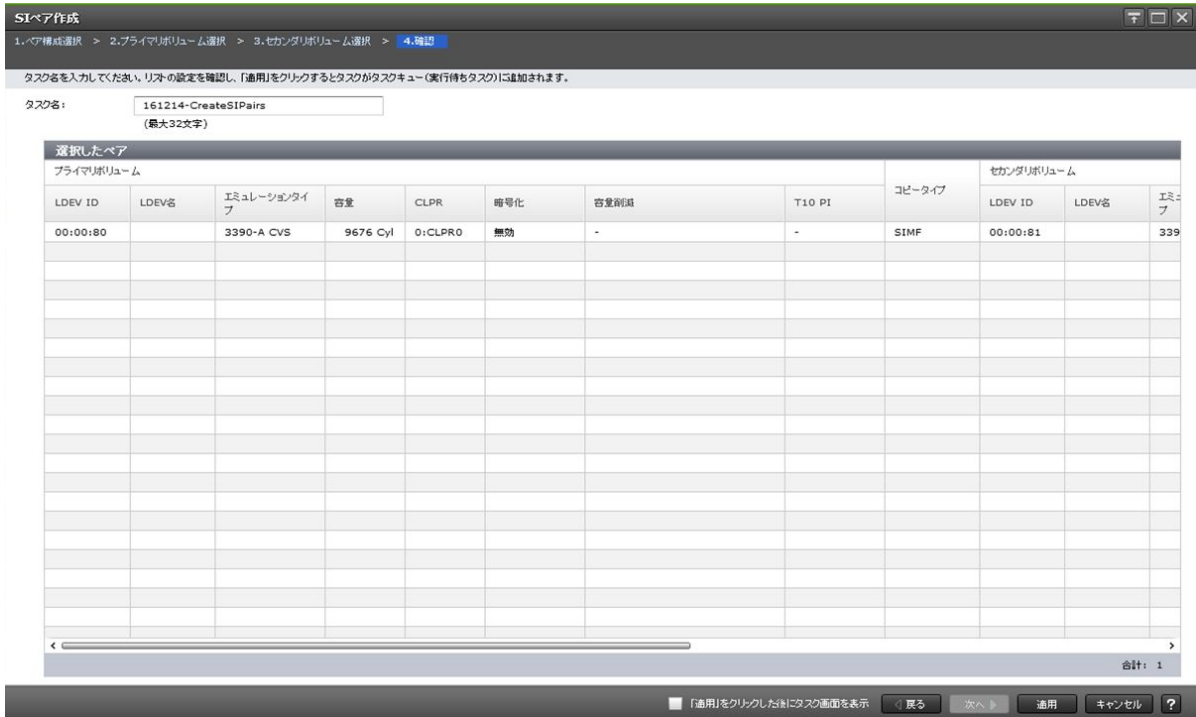 SIペア作成
1.ペア構成選択 > 2.プライマリボリューム選択 > 3.セカンダリボリューム選択 > 4.確認
タスク名を入力してください。リストの設定を確認し、「適用」をクリックするとタスクがタスクキュー(実行待ちタスク)に追加されます。
タスク名: 161214-CreateSIPairs
(最大32文字)
選択したペア
プライマリボリューム コピータイプ セカンダリボリューム
LDEV ID LDEV名 エミュレーションタイプ 容量 CLPR 暗号化 容量削減 T10 PI LDEV ID LDEV名
00:00:80 3390-A CVS 9676 Cyl 0:CLPR0 無効 - - SIMF 00:00:81 339
合計: 1
「適用」をクリックした後にタスク画面を表示 戻る 次へ 適用 キャンセル ?